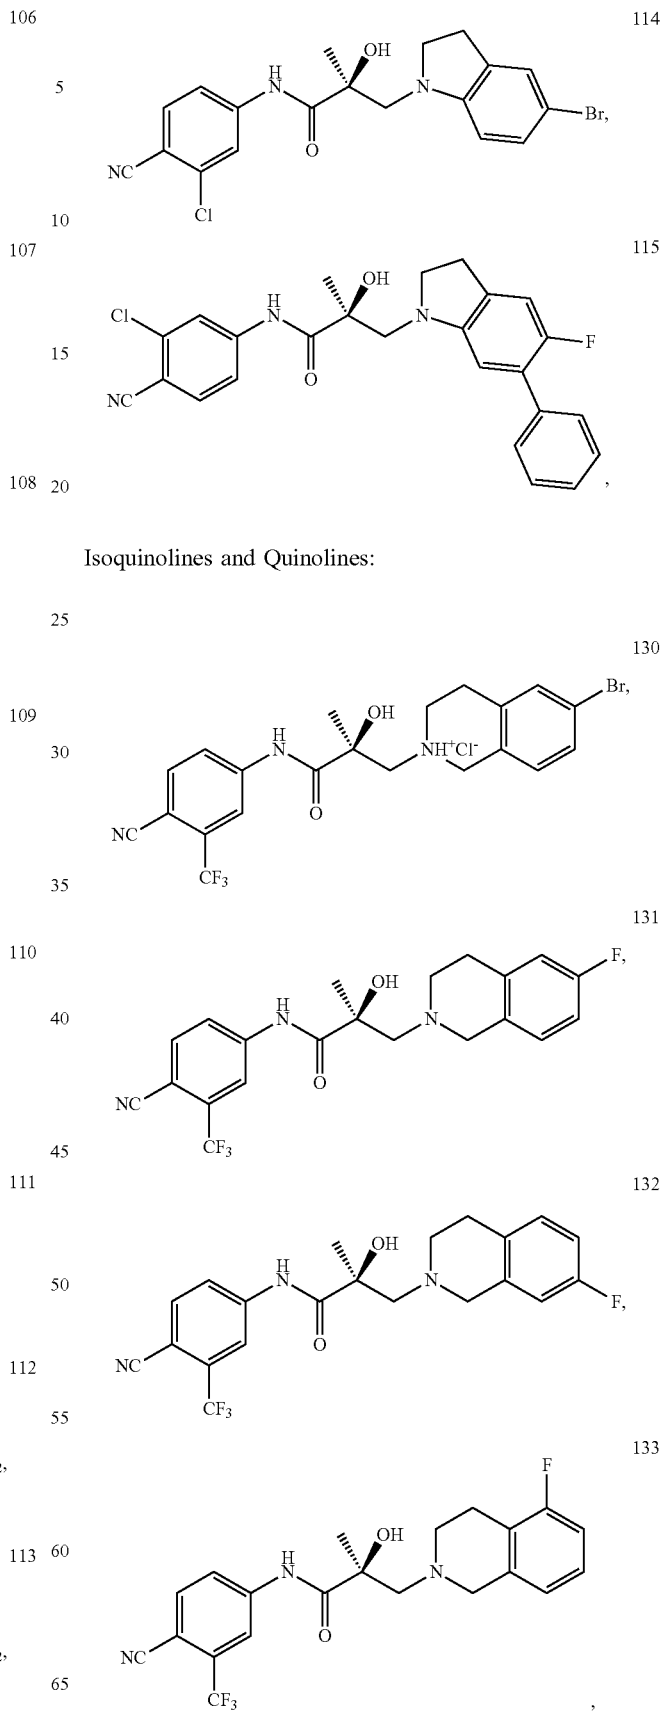 106
114
OH
H
N
5
N
Br,
O
NC
Cl
10
107
115
OH
H
Cl
N
N
15
F
O
NC
108 20
,
Isoquinolines and Quinolines:
25
130
Br,
109
OH
H
N
30
NH+Cl-
O
NC
CF3
35
131
110
F,
OH
H
40
N
N
O
NC
CF3
45
111
132
OH
H
N
N
50
F,
O
112
NC
CF3
55
133
F
2,
OH
113 60
H
N
N
O
2,
NC
65
CF3
,